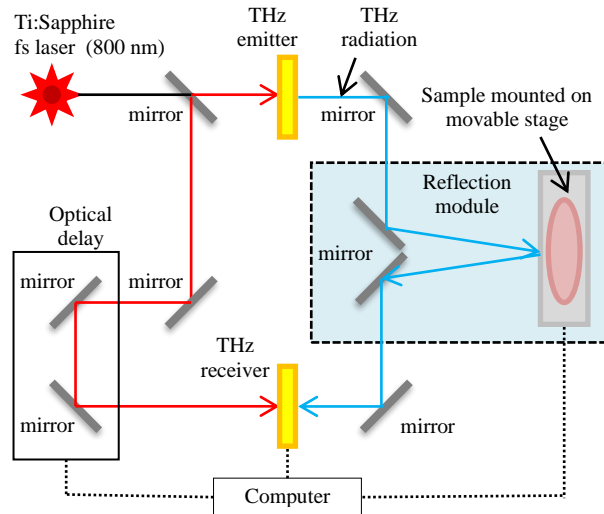 Ti:Sapphire
fs laser (800 nm)
THz
emitter
THz
radiation
mirror
mirror
Sample mounted on
movable stage
Reflection
module
Optical
delay
mirror
mirror
mirror
THz
receiver
mirror
mirror
Computer